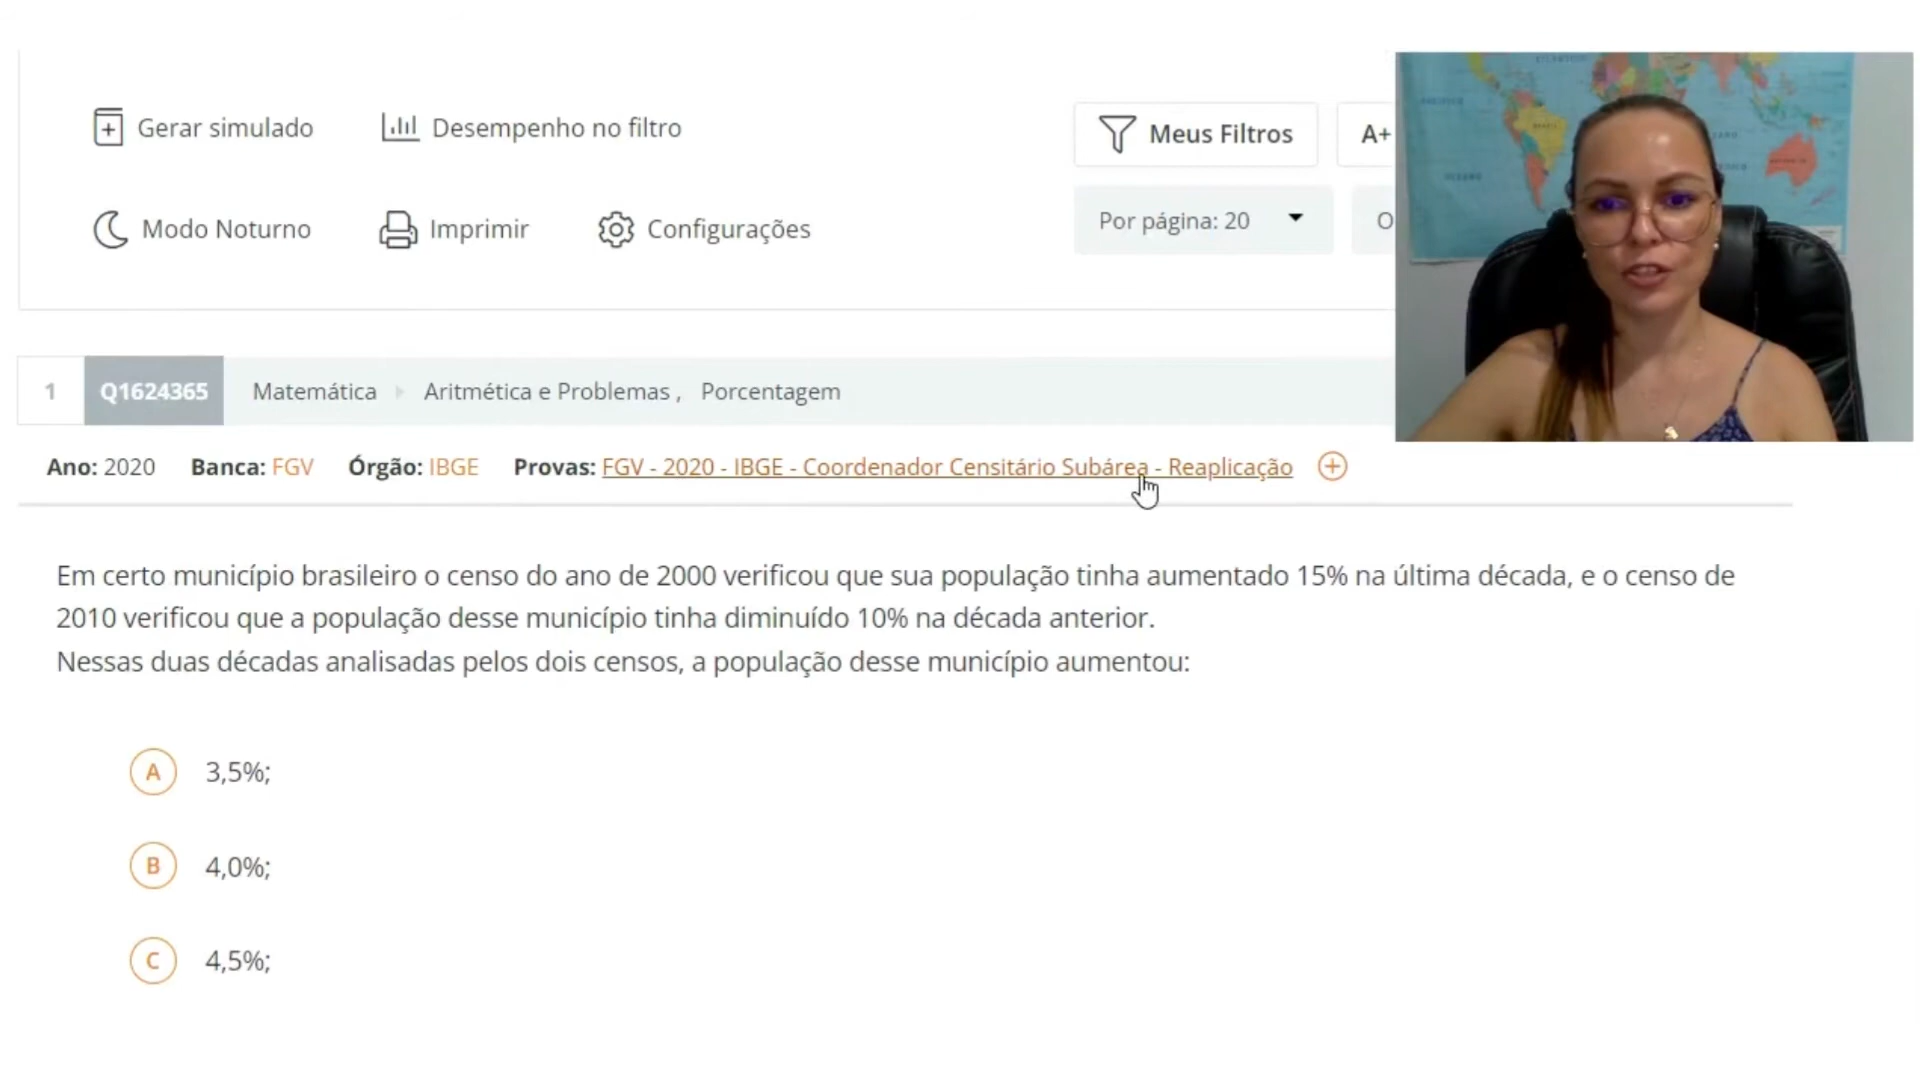 Gerar simulado
Desempenho no filtro
Meus Filtros
A+
Modo Noturno
Imprimir
Configurações
Por página: 20
O
1
Q1624365
Matemática
Aritmética e Problemas , Porcentagem
Ano: 2020 Banca: FGV Órgão: IBGE Provas: FGV - 2020 - IBGE - Coordenador Censitário Subárea - Reaplicação
Em certo município brasileiro o censo do ano de 2000 verificou que sua população tinha aumentado 15% na última década, e o censo de
2010 verificou que a população desse município tinha diminuído 10% na década anterior.
Nessas duas décadas analisadas pelos dois censos, a população desse município aumentou:
A 3,5%;
B 4,0%;
C 4,5%;